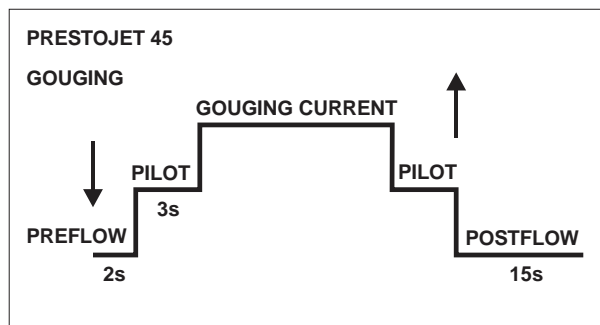 PRESTOJET 45
GOUGING
GOUGING CURRENT
PILOT
PILOT
3s
PREFLOW
POSTFLOW
2s
15s